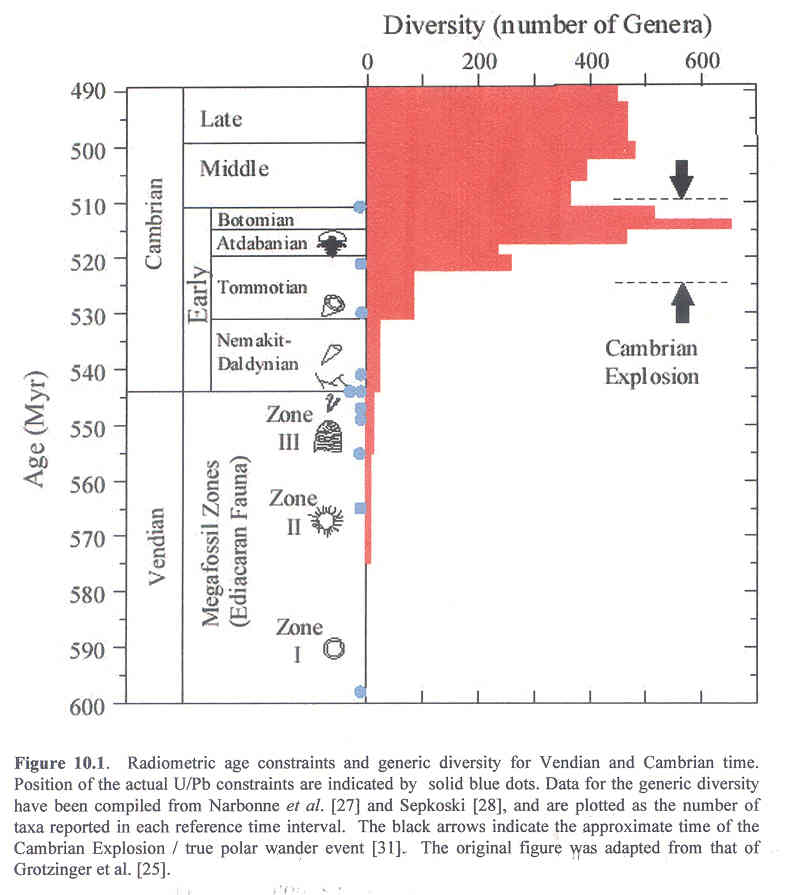 Diversity (number of Genera)
0 200 400 600
490
500
510
520
530
540
550
560
570
580
590
600
Age (Myr)
Cambrian
Vendian
Late
Middle
Early
Botomian
Atdabanian
Tommotian
Nemakit-
Daldynian
Megafossil Zones
(Ediacaran Fauna)
Zone
III
Zone
II
Zone
I
Cambrian
Explosion
Figure 10.1. Radiometric age constraints and generic diversity for Vendian and Cambrian time.
Position of the actual U/Pb constraints are indicated by solid blue dots. Data for the generic diversity
have been compiled from Narbonne et al. [27] and Sepkoski [28], and are plotted as the number of
taxa reported in each reference time interval. The black arrows indicate the approximate time of the
Cambrian Explosion / true polar wander event [31]. The original figure was adapted from that of
Grotzinger et al. [25].